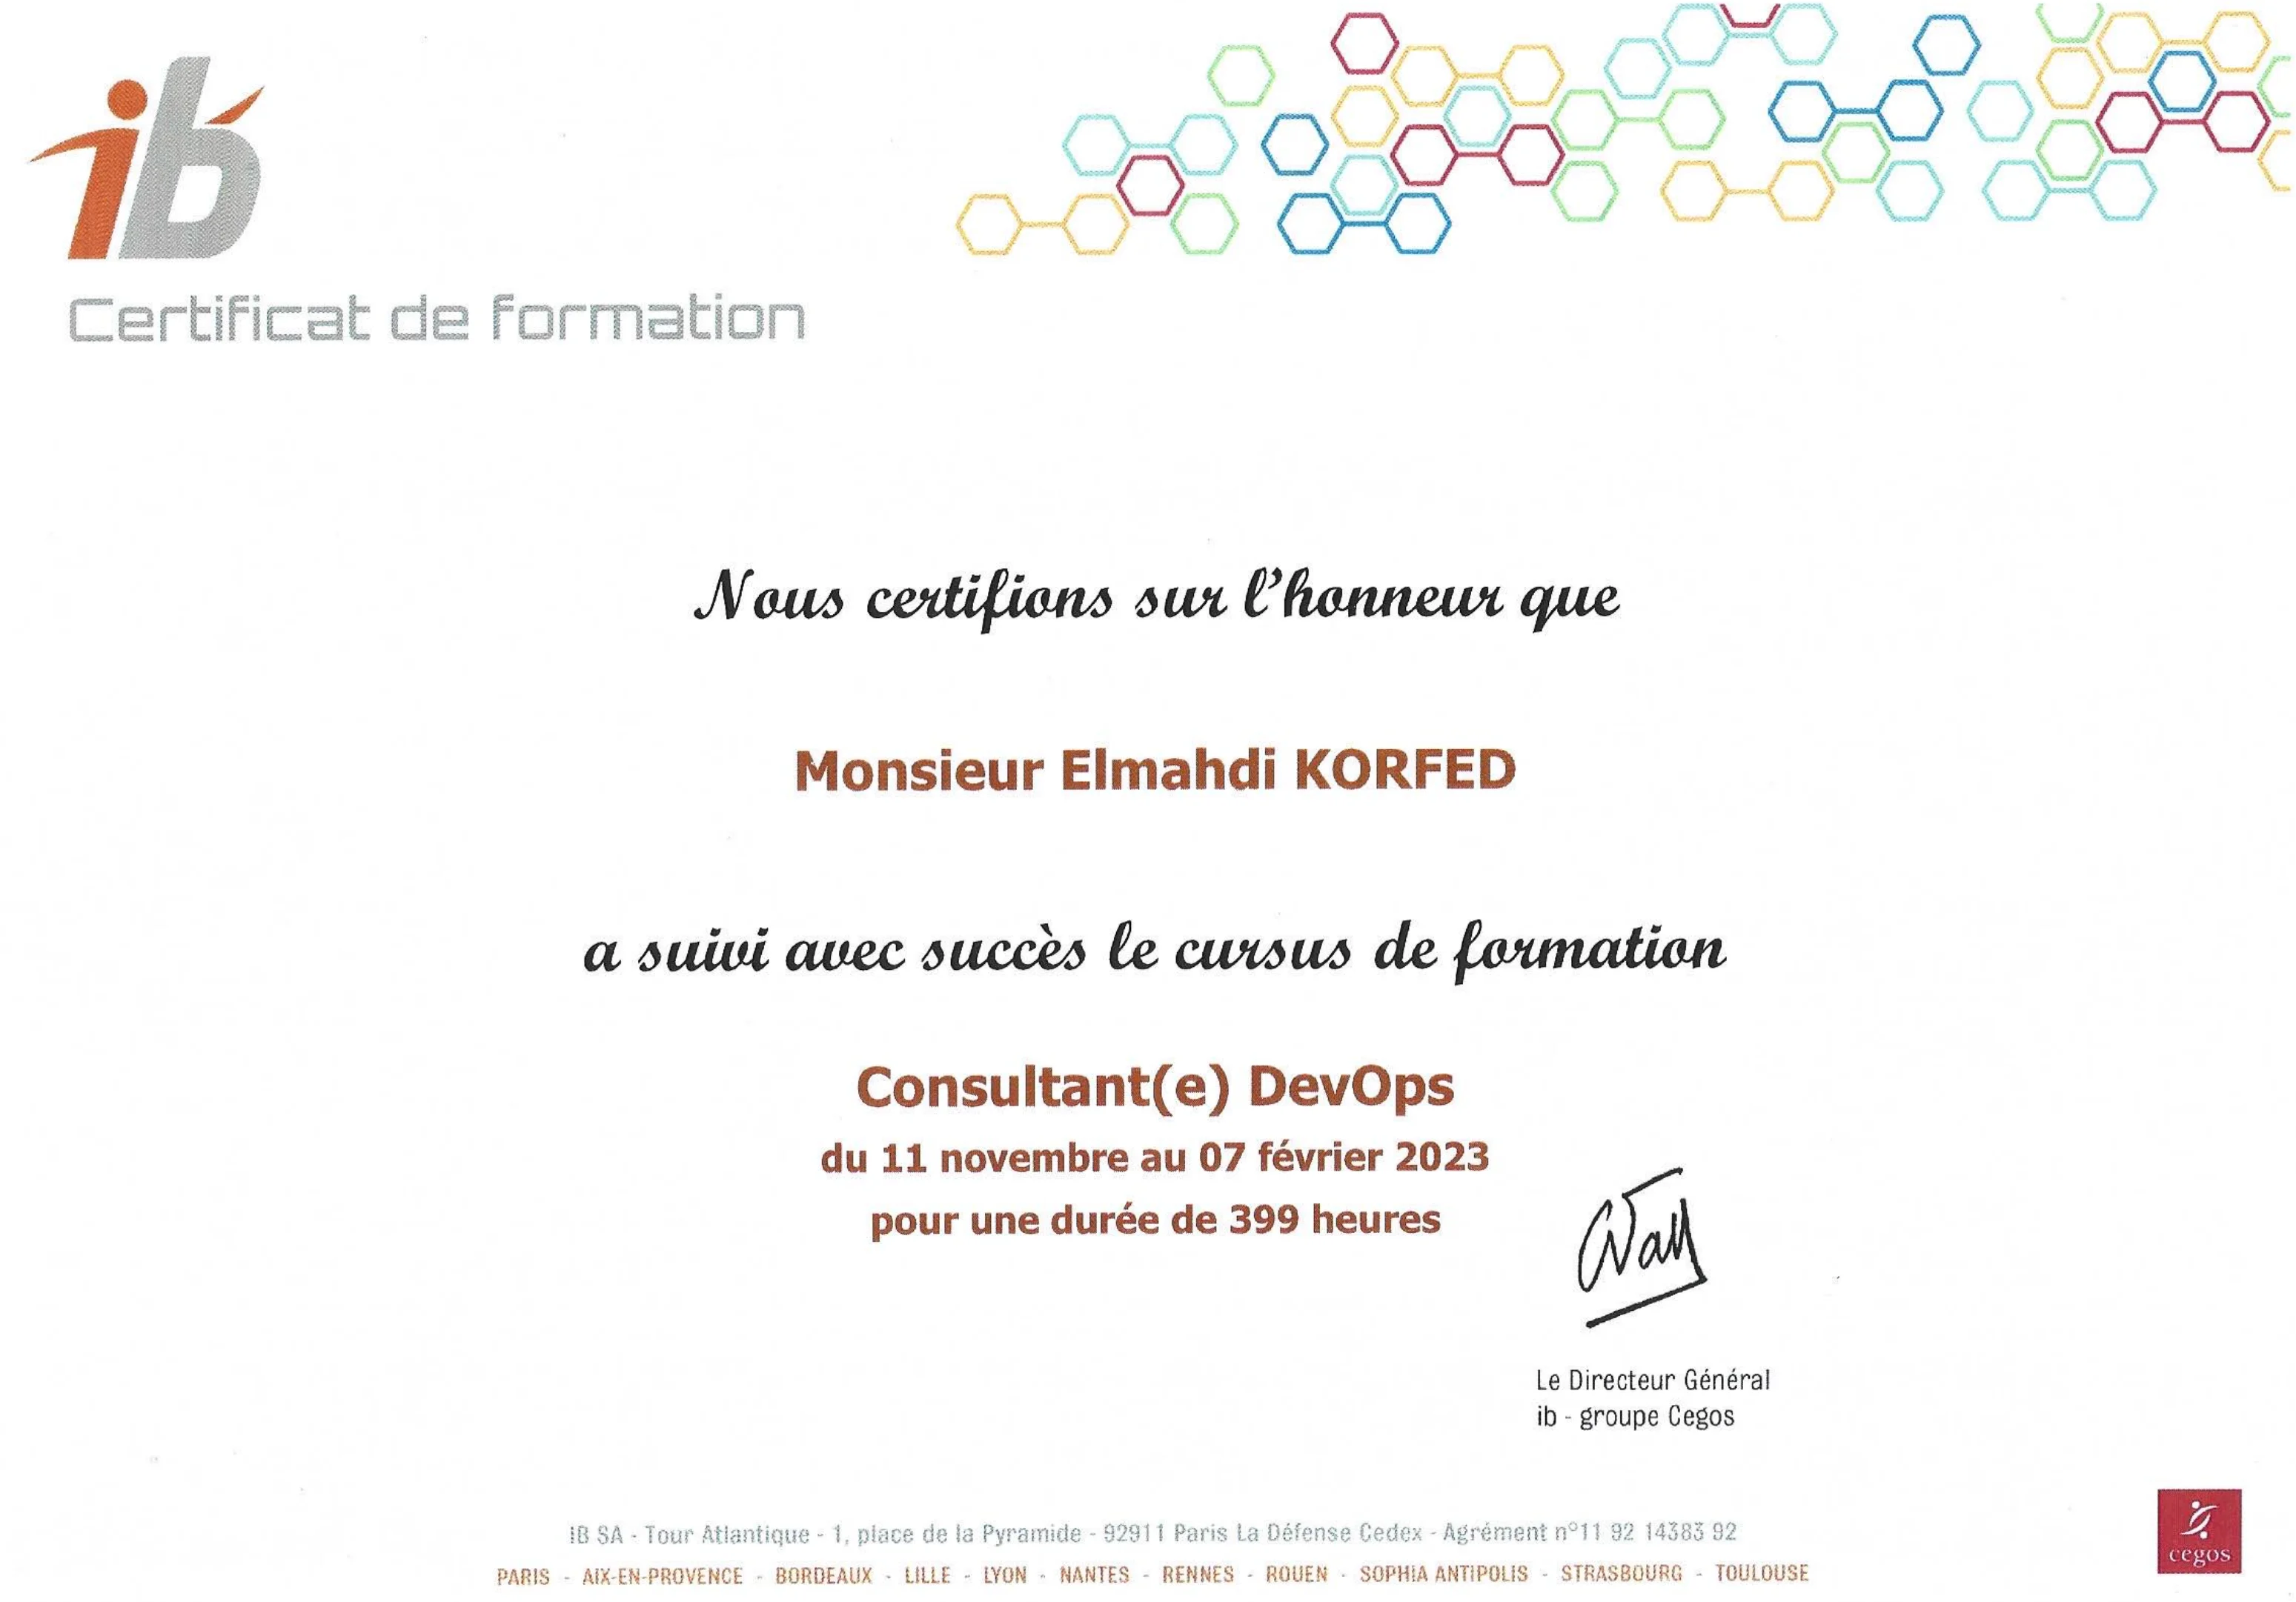 ib
Certificat de formation
Nous certifions sur l'honneur que
Monsieur Elmahdi KORFED
a suivi avec succès le cursus de formation
Consultant(e) DevOps
du 11 novembre au 07 février 2023
pour une durée de 399 heures
Le Directeur Général
ib - groupe Cegos
IB SA - Tour Atlantique - 1, place de la Pyramide - 92911 Paris La Défense Cedex - Agrément n°11 92 14383 92
PARIS - AIX-EN-PROVENCE - BORDEAUX - LILLE - LYON - NANTES - RENNES - ROUEN - SOPHIA ANTIPOLIS - STRASBOURG - TOULOUSE
cegos